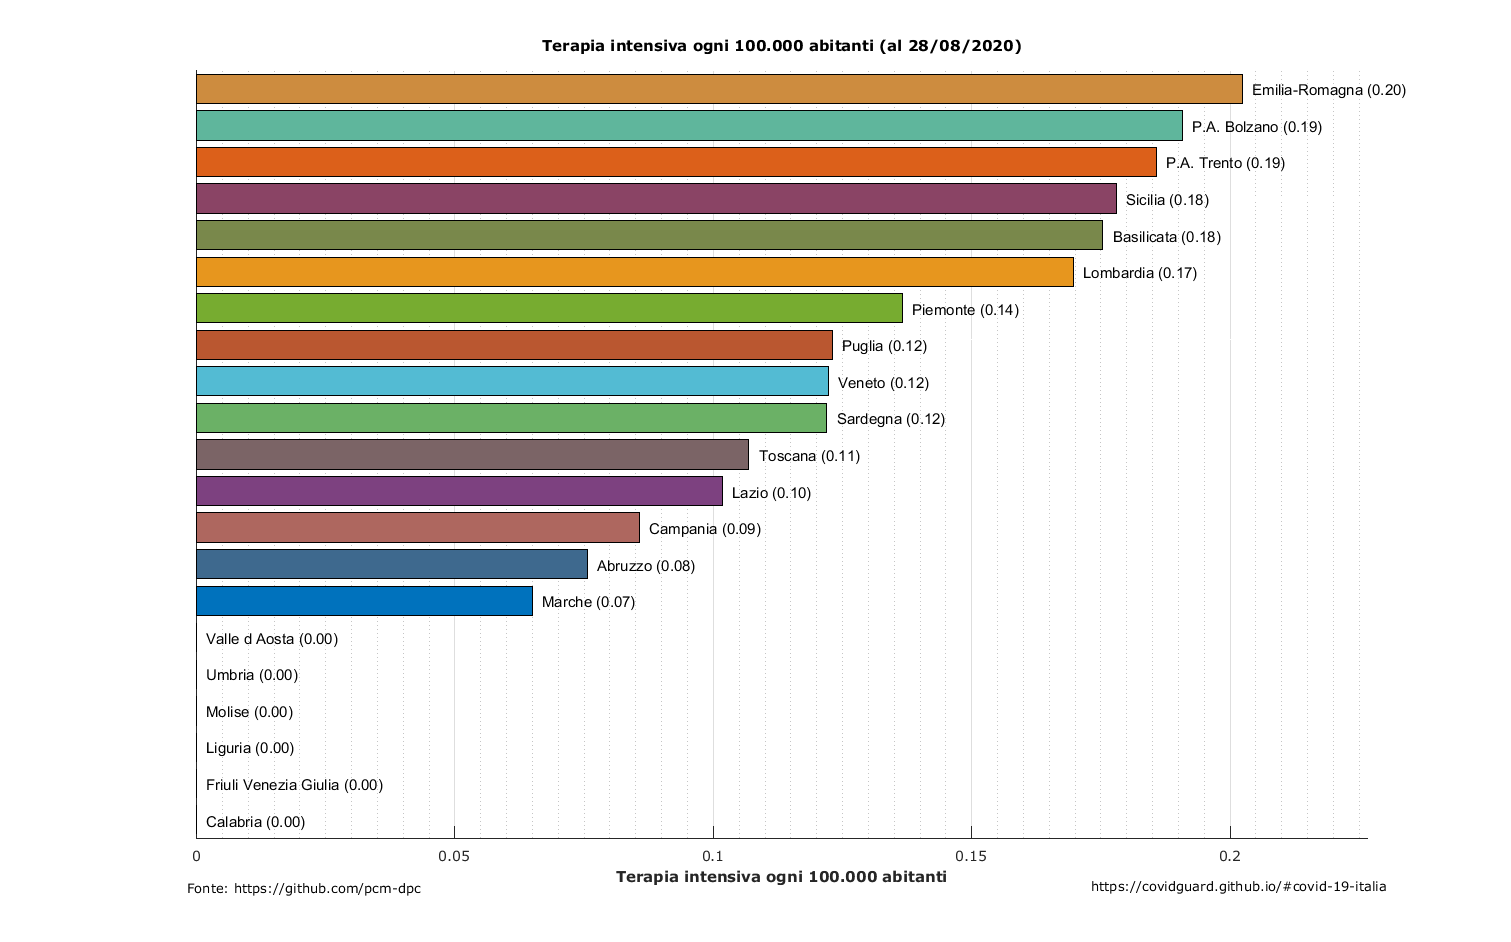 Terapia intensiva ogni 100.000 abitanti (al 28/08/2020)
Emilia-Romagna (0.20)
P.A. Bolzano (0.19)
P.A. Trento (0.19)
Sicilia (0.18)
Basilicata (0.18)
Lombardia (0.17)
Piemonte (0.14)
Puglia (0.12)
Veneto (0.12)
Sardegna (0.12)
Toscana (0.11)
Lazio (0.10)
Campania (0.09)
Abruzzo (0.08)
Marche (0.07)
Valle d Aosta (0.00)
Umbria (0.00)
Molise (0.00)
Liguria (0.00)
Friuli Venezia Giulia (0.00)
Calabria (0.00)
0 0.05 0.1 0.15 0.2
Terapia intensiva ogni 100.000 abitanti
Fonte: https://github.com/pcm-dpc
https://covidguard.github.io/#covid-19-italia